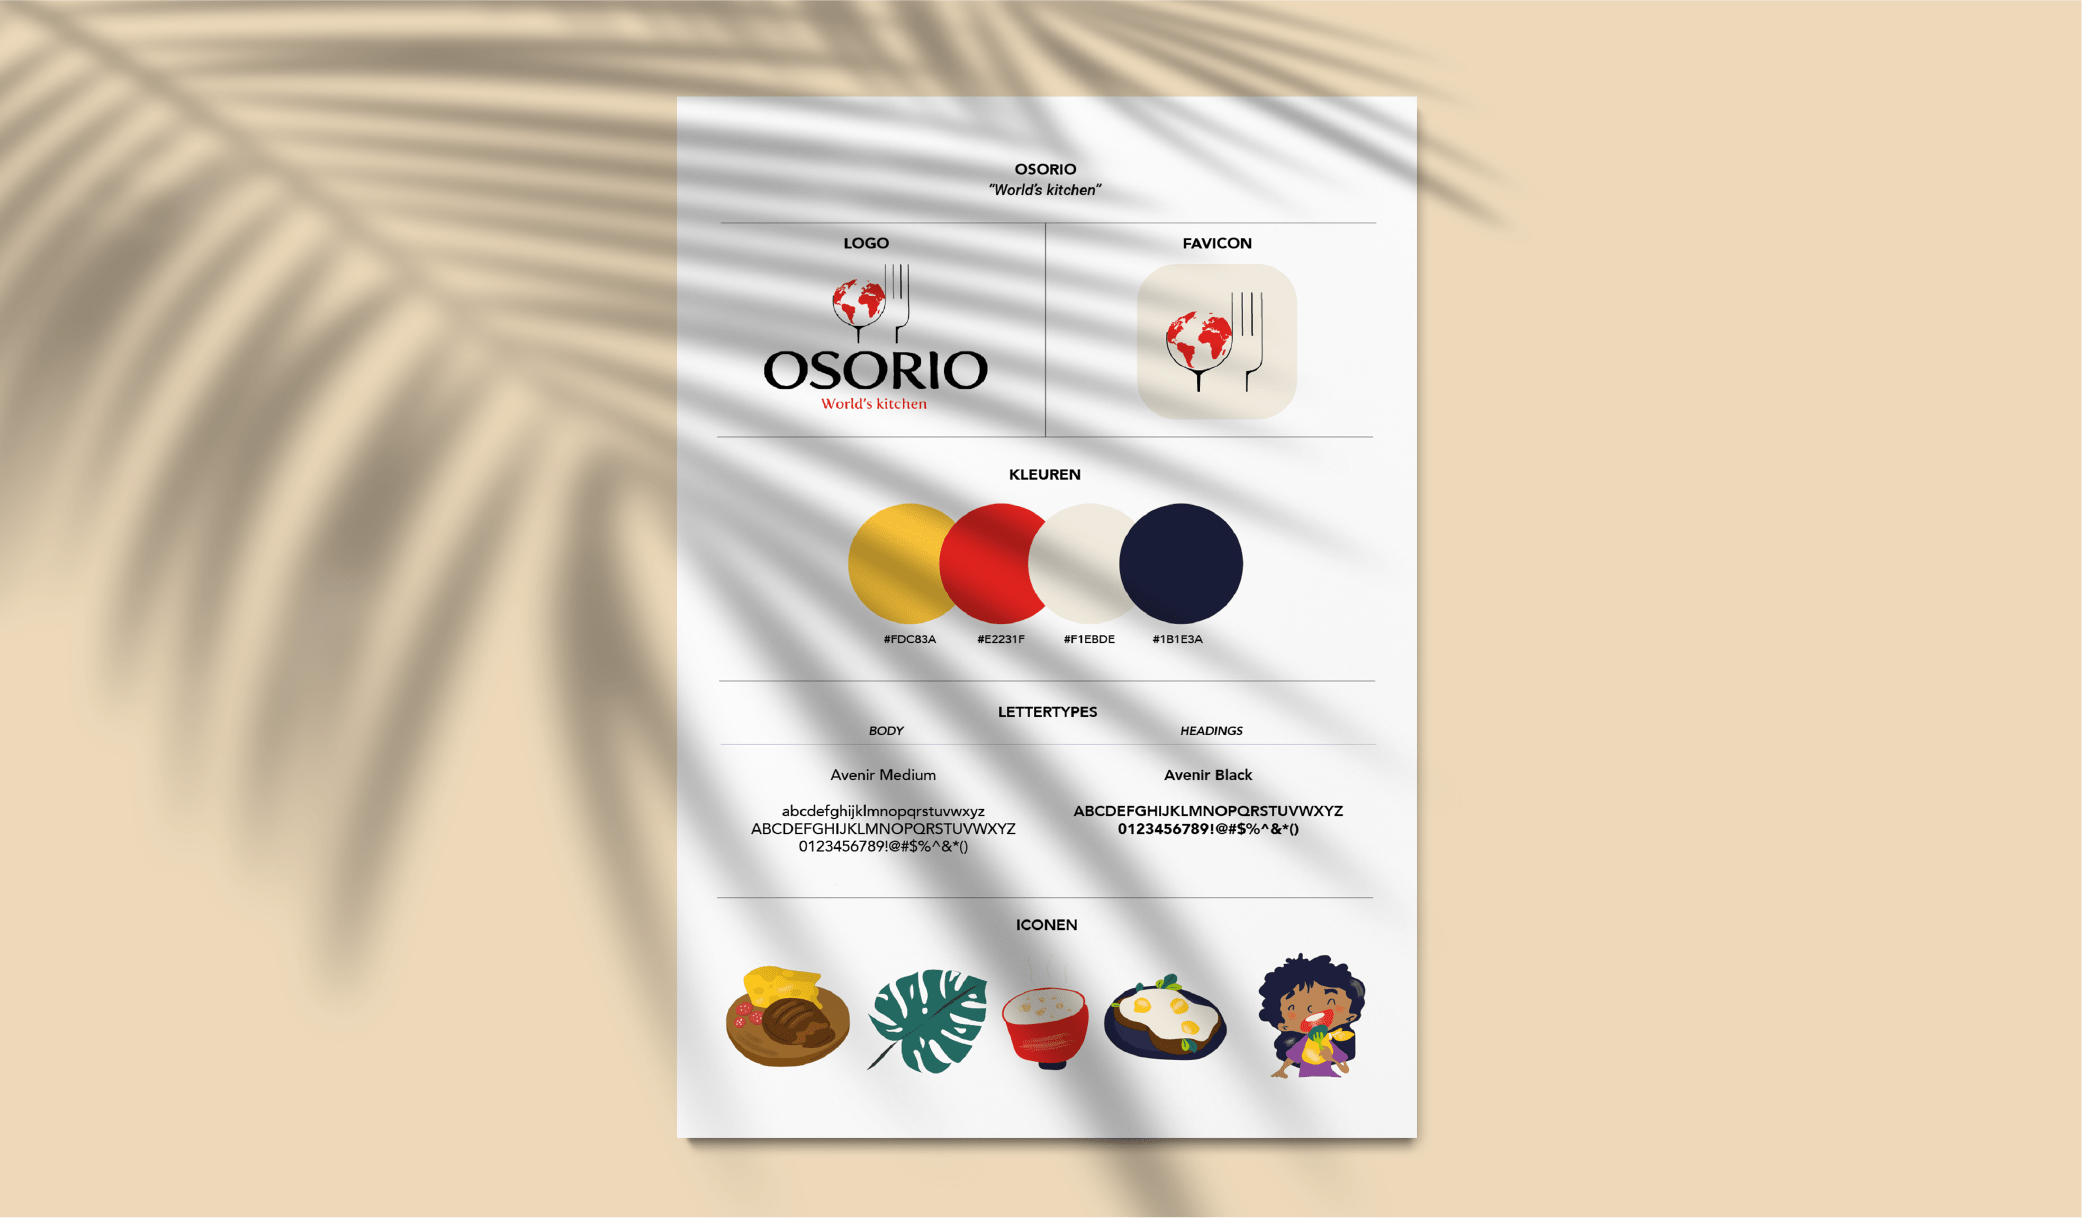 OSORIO
“World’s kitchen”
LOGO
OSORIO
World’s kitchen
FAVICON
KLEUREN
#FDC83A
#E2231F
#F1EBDE
#1B1E3A
LETTERTYPES
BODY
HEADINGS
Avenir Medium
abcdefghijklmnopqrstuvwxyz
ABCDEFGHIJKLMNOPQRSTUVWXYZ
0123456789!@#$%^&*()
Avenir Black
ABCDEFGHIJKLMNOPQRSTUVWXYZ
0123456789!@#$%^&*()
ICONEN